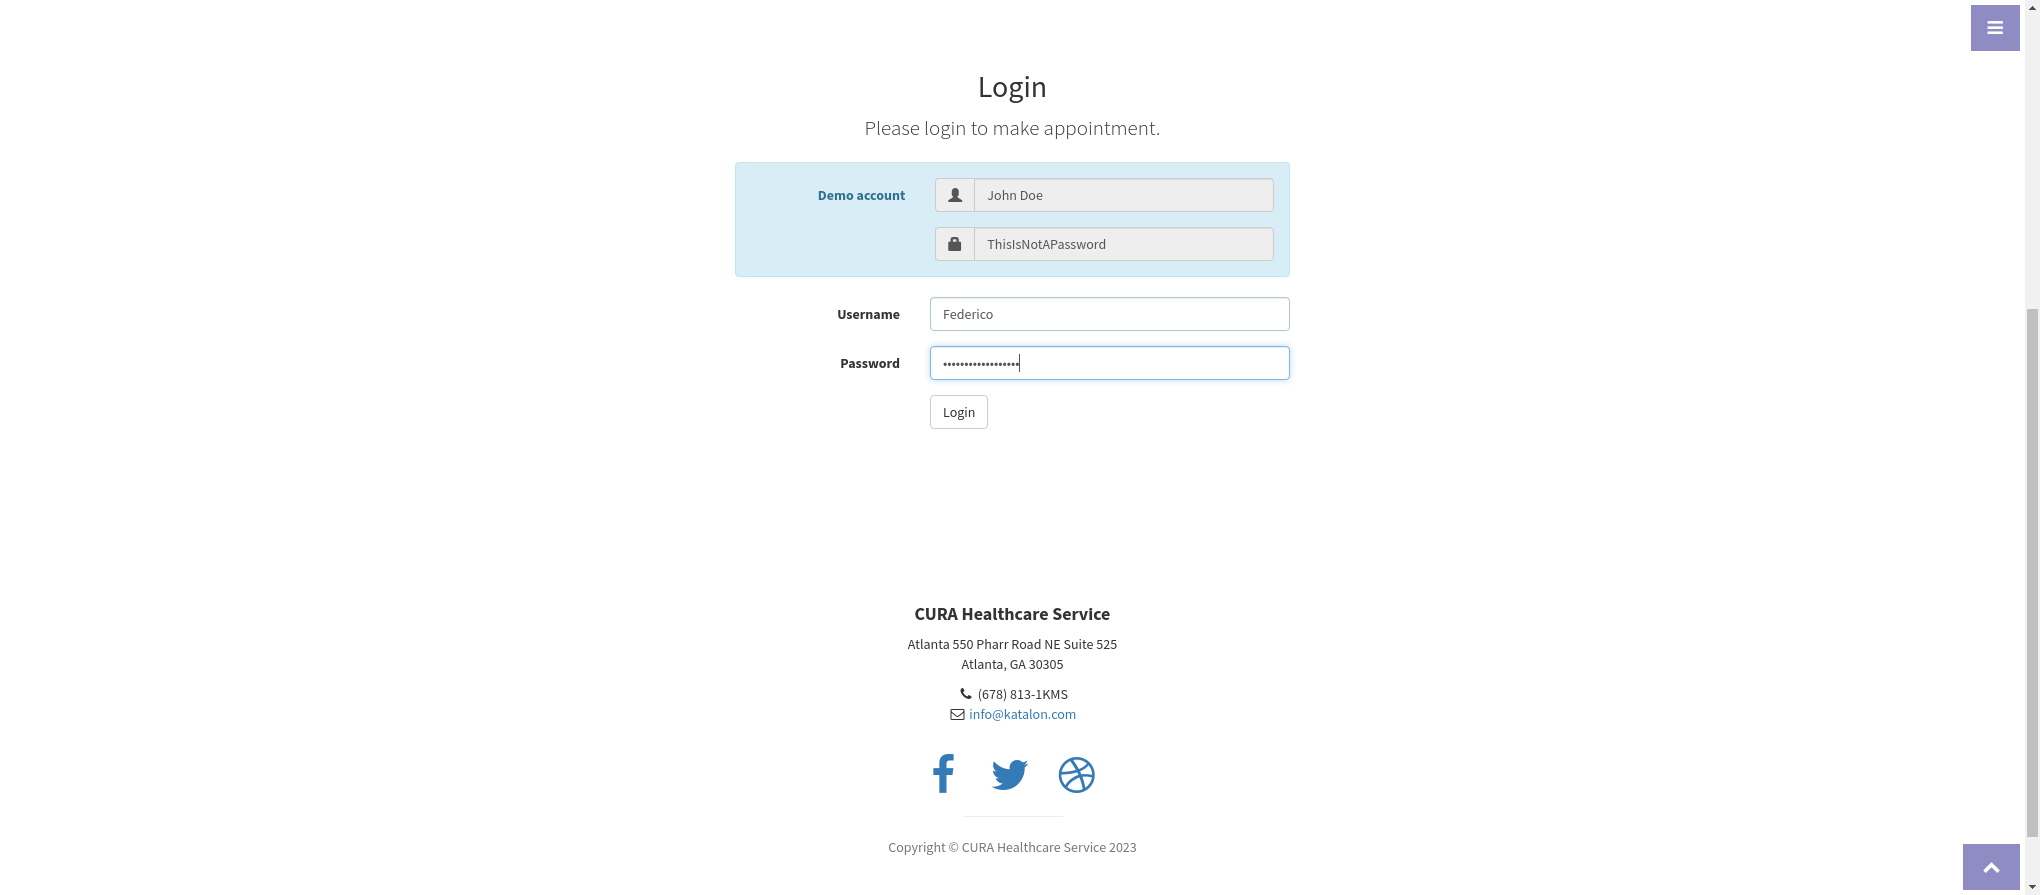 Login
Please login to make appointment.
Demo account
John Doe
ThisIsNotAPassword
Username
Federico
Password
••••••••••••••••••
Login
CURA Healthcare Service
Atlanta 550 Pharr Road NE Suite 525
Atlanta, GA 30305
(678) 813-1KMS
info@katalon.com
Copyright © CURA Healthcare Service 2023